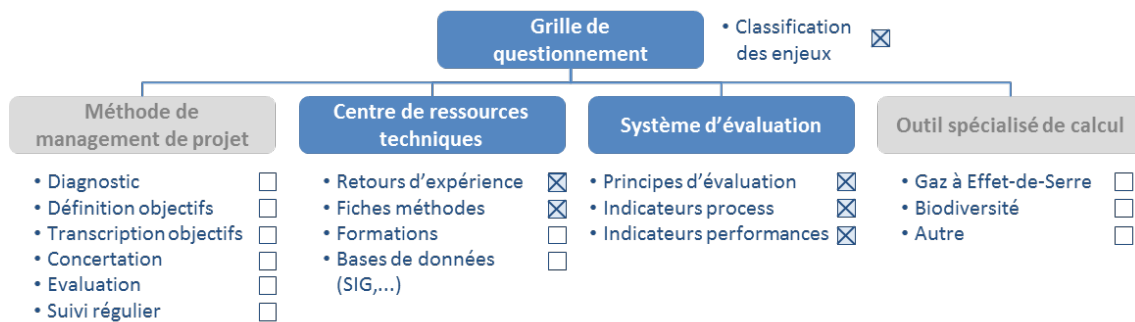 Grille de
questionnement
• Classification
des enjeux
Méthode de
management de projet
• Diagnostic
• Définition objectifs
• Transcription objectifs
• Concertation
• Evaluation
• Suivi régulier
Centre de ressources
techniques
• Retours d'expérience
• Fiches méthodes
• Formations
• Bases de données
(SIG,...)
Système d'évaluation
• Principes d'évaluation
• Indicateurs process
• Indicateurs performances
Outil spécialisé de calcul
• Gaz à Effet-de-Serre
• Biodiversité
• Autre